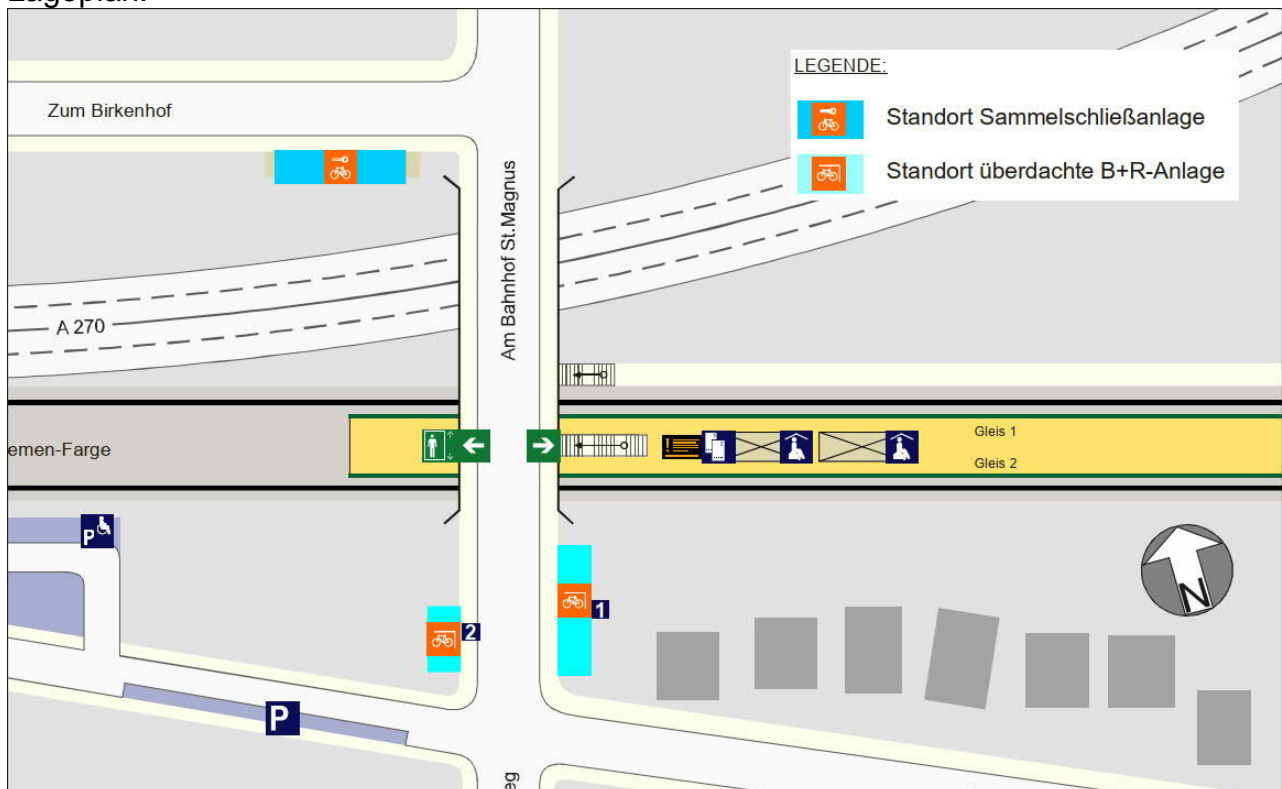 LEGENDE:
Standort Sammelschließanlage
Standort überdachte B+R-Anlage
Zum Birkenhof
Am Bahnhof St.Magnus
A 270
emen-Farge
Gleis 1
Gleis 2
P
1
2
P
N
eg